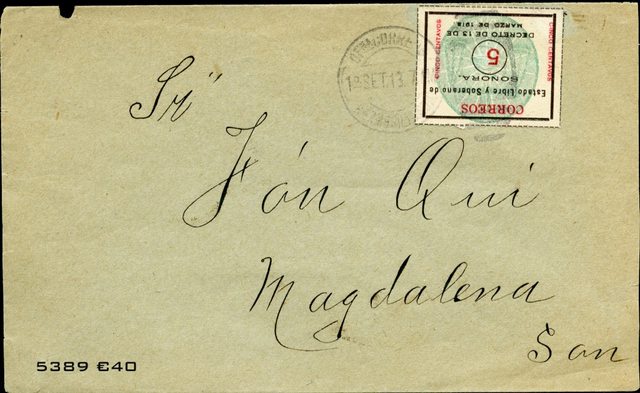 CORREOS
Estado Libre y Soberano de
SONORA.
5
DECRETO DE 13 DE
MARZO DE 1913
CINCO CENTAVOS
CINCO CENTAVOS
Sr
Fón Qui
Magdalena
Son
5389 €40